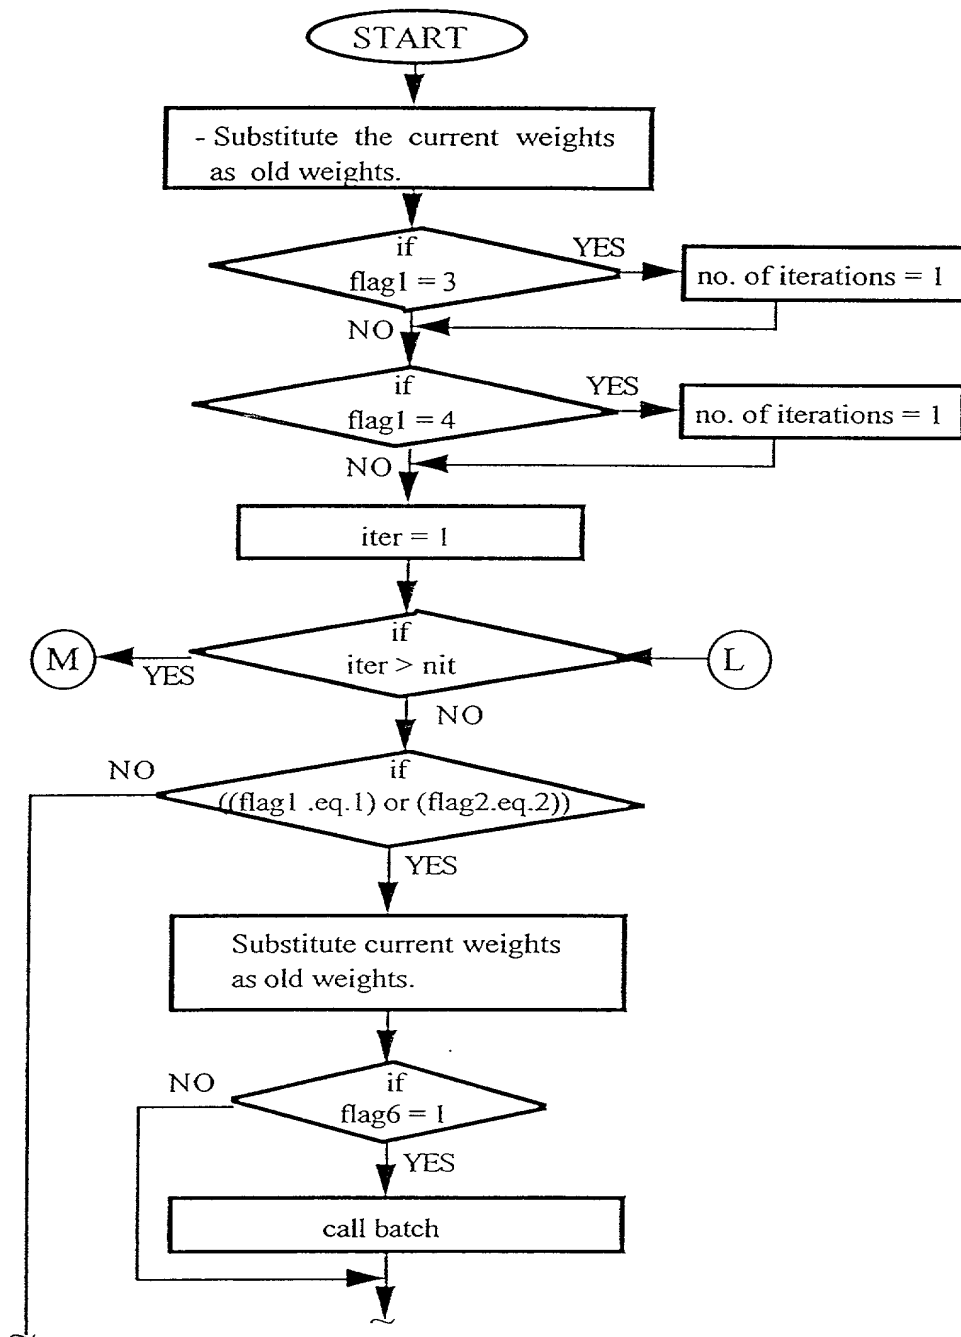 START
- Substitute the current weights
as old weights.
if
flag1 = 3
YES
no. of iterations = 1
NO
if
flag1 = 4
YES
no. of iterations = 1
NO
iter = 1
if
iter > nit
M
YES
L
NO
NO
if
((flag1 .eq.1) or (flag2.eq.2))
YES
Substitute current weights
as old weights.
NO
if
flag6 = 1
YES
call batch
~
~